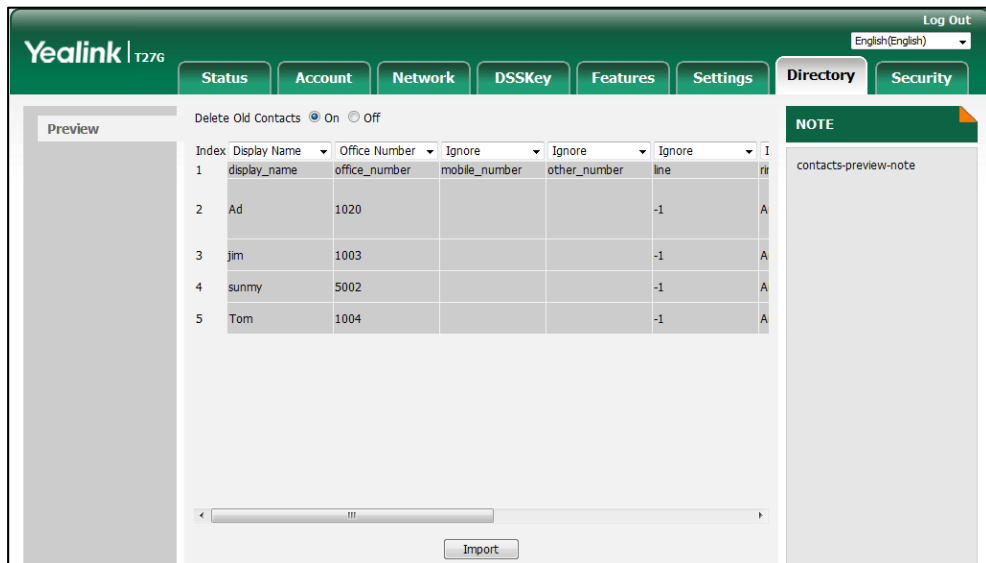 Log Out
Yealink | T27G
English(English)
Status Account Network DSSKey Features Settings Directory Security
Preview
Delete Old Contacts On Off
NOTE
Index Display Name Office Number Ignore Ignore Ignore
contacts-preview-note
1 display_name office_number mobile_number other_number line
2 Ad 1020 -1
3 jim 1003 -1
4 sunmy 5002 -1
5 Tom 1004 -1
Import